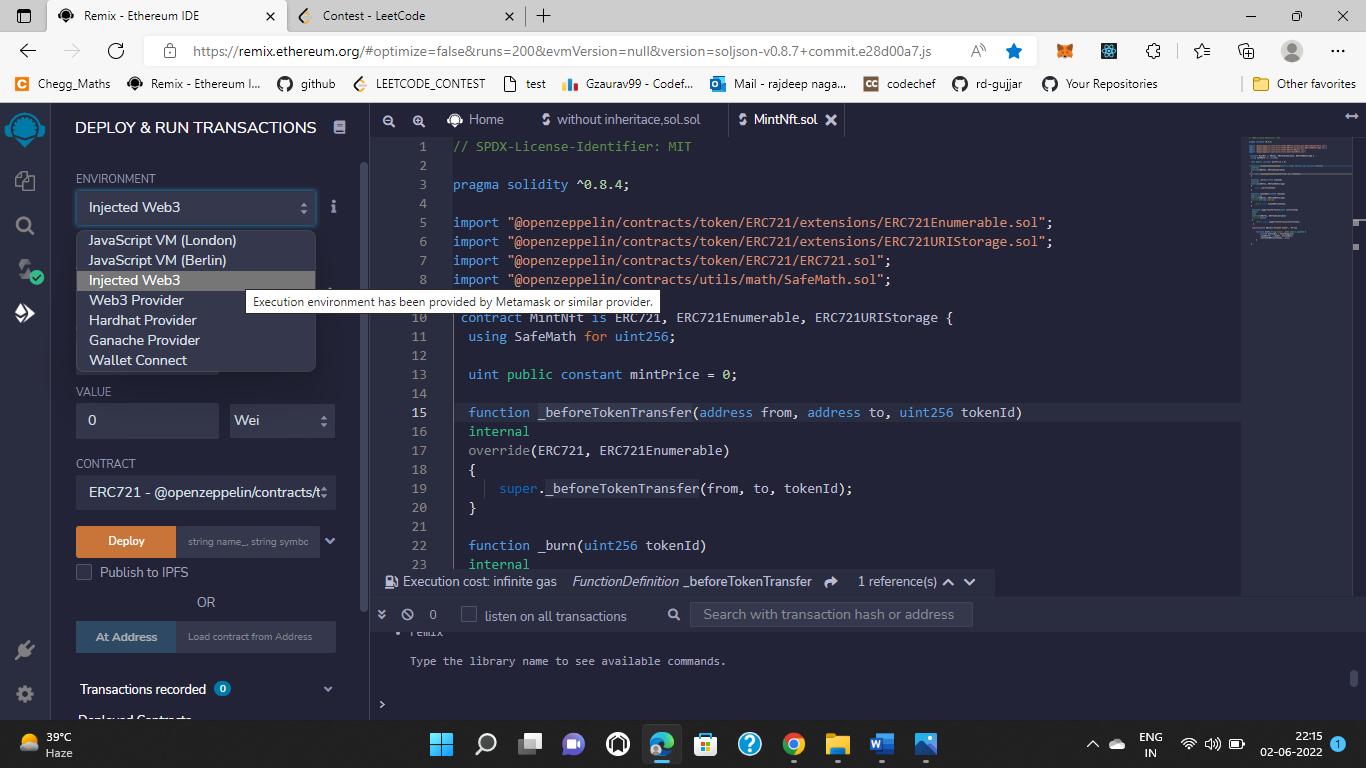 Remix - Ethereum IDE
Contest - LeetCode
https://remix.ethereum.org/#optimize=false&runs=200&evmVersion=null&version=soljson-v0.8.7+commit.e28d00a7.js
Chegg_Maths
Remix - Ethereum I...
github
LEETCODE_CONTEST
test
Gzaurav99 - Codef...
Mail - rajdeep naga...
codechef
rd-gujjar
Your Repositories
Other favorites
DEPLOY & RUN TRANSACTIONS
ENVIRONMENT
Injected Web3
JavaScript VM (London)
JavaScript VM (Berlin)
Injected Web3
Web3 Provider
Hardhat Provider
Ganache Provider
Wallet Connect
Execution environment has been provided by Metamask or similar provider.
VALUE
0
Wei
CONTRACT
ERC721 - @openzeppelin/contracts/t
Deploy
string name_, string symbc
Publish to IPFS
OR
At Address
Load contract from Address
Transactions recorded 0
Deployed Contracts
Home
without inheritace,sol.sol
MintNft.sol
1 // SPDX-License-Identifier: MIT
2
3 pragma solidity ^0.8.4;
4
5 import "@openzeppelin/contracts/token/ERC721/extensions/ERC721Enumerable.sol";
6 import "@openzeppelin/contracts/token/ERC721/extensions/ERC721URIStorage.sol";
7 import "@openzeppelin/contracts/token/ERC721/ERC721.sol";
8 import "@openzeppelin/contracts/utils/math/SafeMath.sol";
10 contract MintNft is ERC721, ERC721Enumerable, ERC721URIStorage {
11 using SafeMath for uint256;
12
13 uint public constant mintPrice = 0;
14
15 function _beforeTokenTransfer(address from, address to, uint256 tokenId)
16 internal
17 override(ERC721, ERC721Enumerable)
18 {
19 super._beforeTokenTransfer(from, to, tokenId);
20 }
21
22 function _burn(uint256 tokenId)
23 internal
Execution cost: infinite gas FunctionDefinition _beforeTokenTransfer 1 reference(s)
0
listen on all transactions
Search with transaction hash or address
• remix
Type the library name to see available commands.
>
39°C
Haze
ENG
IN
22:15
02-06-2022
1